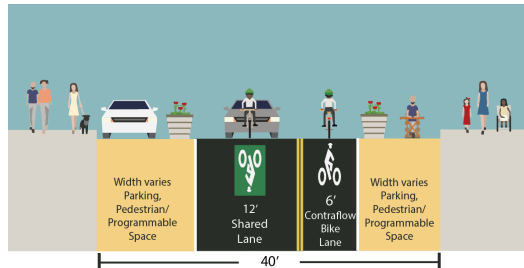 Width varies
Parking,
Pedestrian/
Programmable
Space
12'
Shared
Lane
6'
Contraflow
Bike
Lane
Width varies
Parking,
Pedestrian/
Programmable
Space
40'